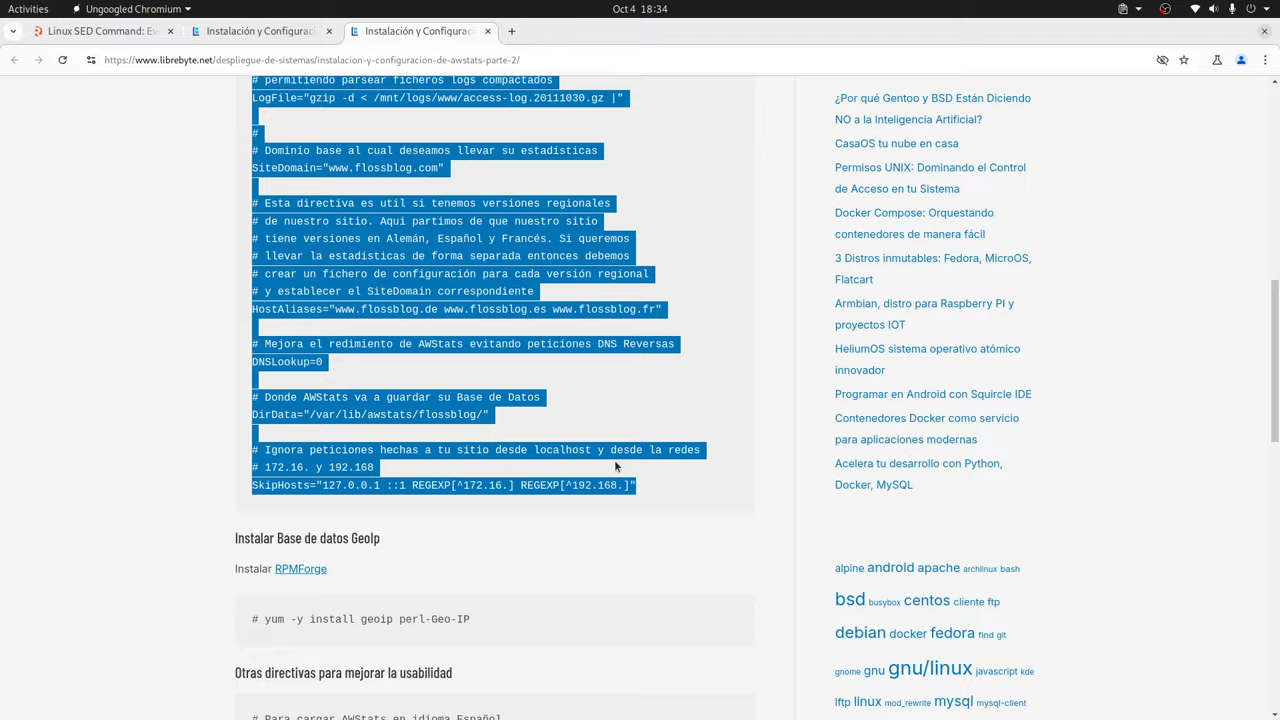 Activities
Ungoogled Chromium
Oct 4 18:34
Linux SED Command: Ev
Instalación y Configurac
Instalación y Configurac
https://www.librebyte.net/despliegue-de-sistemas/instalacion-y-configuracion-de-awstats-parte-2/
# permitiendo parsear ficheros logs compactados
LogFile="gzip -d < /mnt/logs/www/access-log.20111030.gz |"
#
# Dominio base al cual deseamos llevar su estadísticas
SiteDomain="www.flossblog.com"
# Esta directiva es util si tenemos versiones regionales
# de nuestro sitio. Aqui partimos de que nuestro sitio
# tiene versiones en Alemán, Español y Francés. Si queremos
# llevar la estadísticas de forma separada entonces debemos
# crear un fichero de configuración para cada versión regional
# y establecer el SiteDomain correspondiente
HostAliases="www.flossblog.de www.flossblog.es www.flossblog.fr"
# Mejora el redimiento de AWStats evitando peticiones DNS Reversas
DNSLookup=0
# Donde AWStats va a guardar su Base de Datos
DirData="/var/lib/awstats/flossblog/"
# Ignora peticiones hechas a tu sitio desde localhost y desde la redes
# 172.16. y 192.168
SkipHosts="127.0.0.1 ::1 REGEXP[^172.16.] REGEXP[^192.168.]"
Instalar Base de datos GeoIp
Instalar RPMForge
# yum -y install geoip perl-Geo-IP
Otras directivas para mejorar la usabilidad
# Para cargar AWStats en idioma Español
¿Por qué Gentoo y BSD Están Diciendo
NO a la Inteligencia Artificial?
CasaOS tu nube en casa
Permisos UNIX: Dominando el Control
de Acceso en tu Sistema
Docker Compose: Orquestando
contenedores de manera fácil
3 Distros inmutables: Fedora, MicroOS,
Flatcart
Armbian, distro para Raspberry PI y
proyectos IOT
HeliumOS sistema operativo atómico
innovador
Programar en Android con Squircle IDE
Contenedores Docker como servicio
para aplicaciones modernas
Acelera tu desarrollo con Python,
Docker, MySQL
alpine android apache archlinux bash
bsd busybox centos cliente ftp
debian docker fedora find git
gnome gnu gnu/linux javascript kde
lftp linux mod_rewrite mysql mysql-client